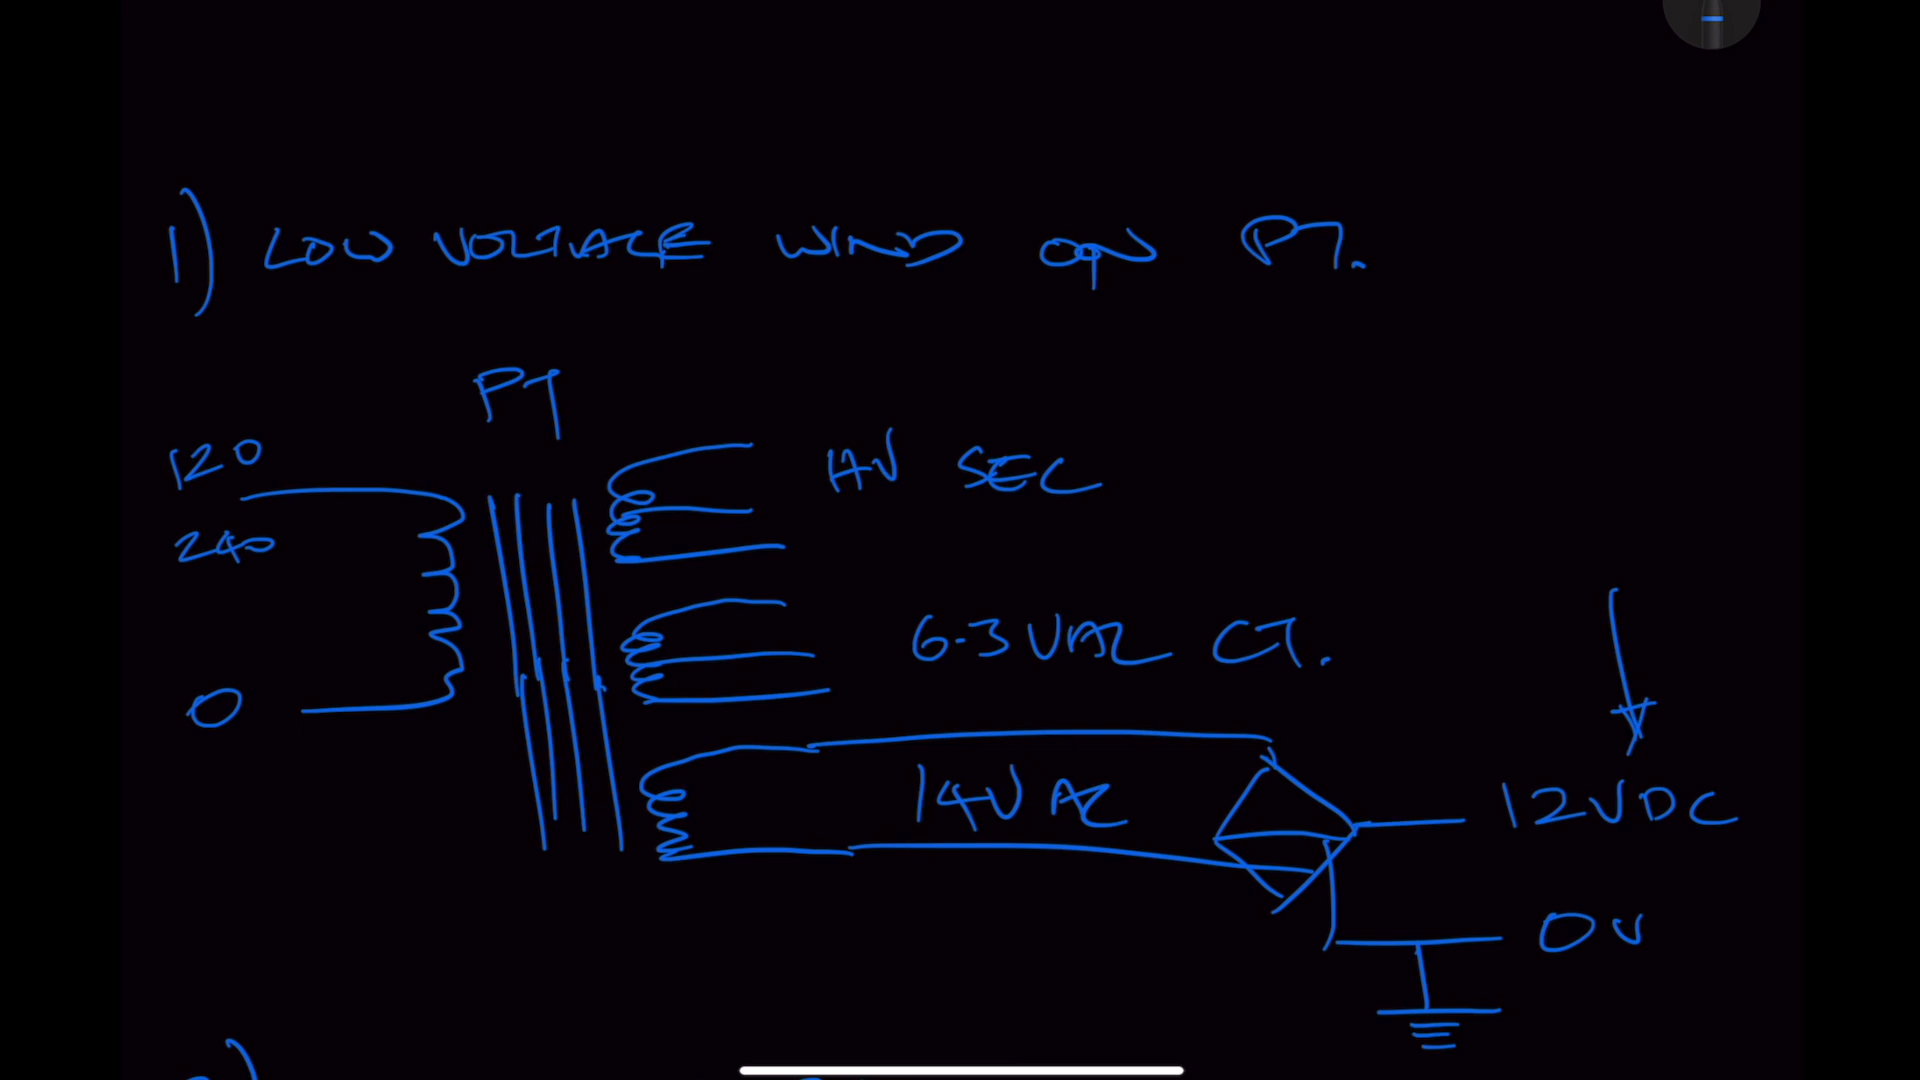 1) LOW VOLTAGE WIND ON PT.
PT
120
HV SEC
240
6.3VAC CT.
0
14VAC
12VDC
0V